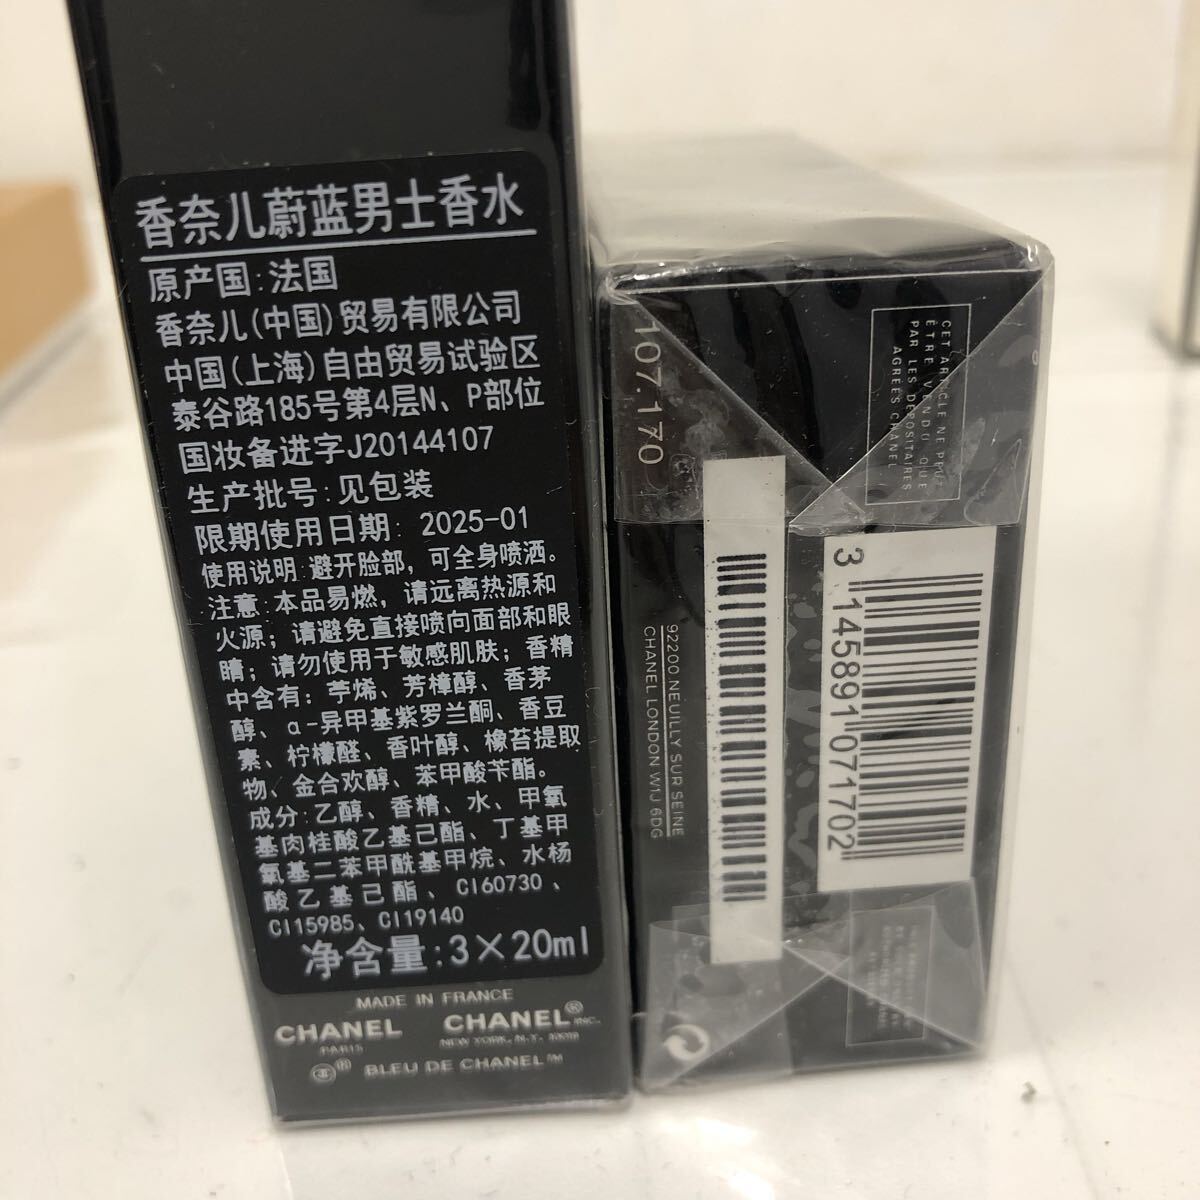 香奈儿蔚蓝男士香水
原产国:法国
香奈儿(中国)贸易有限公司
中国(上海)自由贸易试验区
泰谷路185号第4层N、P部位
国妆备进字J20144107
生产批号:见包装
限期使用日期: 2025-01
使用说明:避开脸部,可全身喷洒。
注意:本品易燃,请远离热源和
火源;请避免直接喷向面部和眼
睛;请勿使用于敏感肌肤;香精
中含有:苧烯、芳樟醇、香茅
醇、α-异甲基紫罗兰酮、香豆
素、柠檬醛、香叶醇、橡苔提取
物、金合欢醇、苯甲酸苄酯。
成分:乙醇、香精、水、甲氧
基肉桂酸乙基己酯、丁基甲
氧基二苯甲酰基甲烷、水杨
酸乙基己酯、CI60730、
CI15985、CI19140
净含量:3×20ml
MADE IN FRANCE
CHANEL CHANEL® INC.
PARIS NEW YORK, N.Y. 10019
BLEU DE CHANEL™
107.170
CET ARTICLE NE PEUT
ÊTRE VENDU QUE
PAR LES DÉPOSITAIRES
AGRÉÉS CHANEL
92200 NEUILLY SUR SEINE
CHANEL LONDON W1J 6DG
3 145891 071702